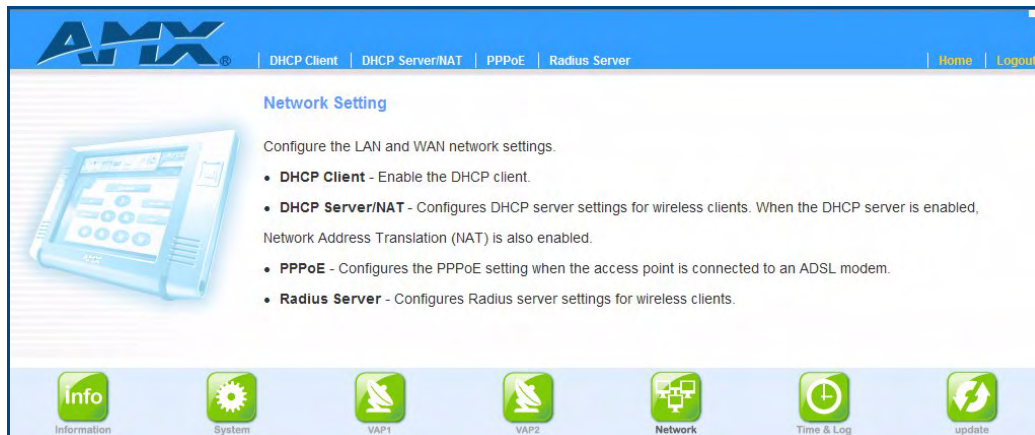 AMX®
DHCP Client | DHCP Server/NAT | PPPoE | Radius Server | Home | Logout
Network Setting
Configure the LAN and WAN network settings.
• DHCP Client - Enable the DHCP client.
• DHCP Server/NAT - Configures DHCP server settings for wireless clients. When the DHCP server is enabled,
Network Address Translation (NAT) is also enabled.
• PPPoE - Configures the PPPoE setting when the access point is connected to an ADSL modem.
• Radius Server - Configures Radius server settings for wireless clients.
info
Information System VAP1 VAP2 Network Time & Log update